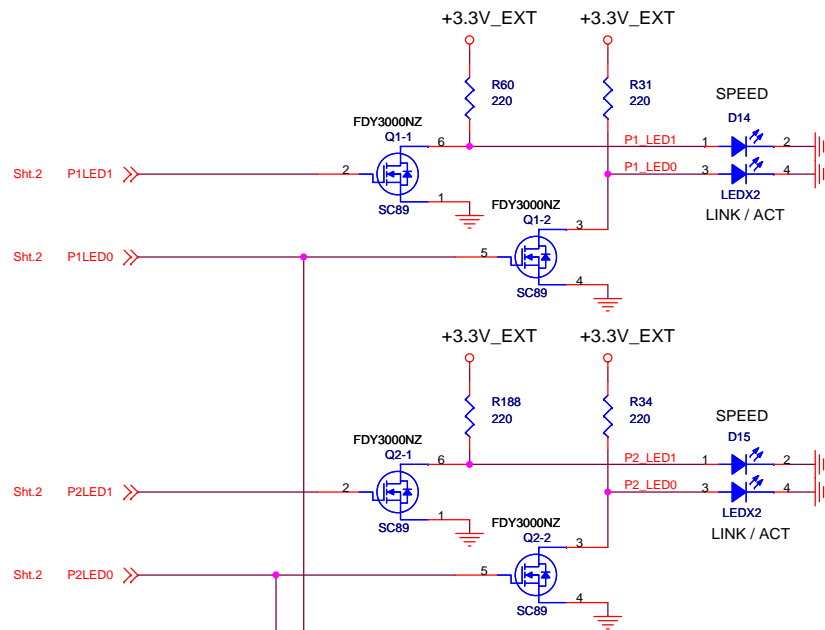 +3.3V_EXT +3.3V_EXT
R60 R31
220 220
SPEED
D14
FDY3000NZ
Q1-1 6 P1_LED1 1 2
Sht.2 P1LED1 2 P1_LED0 3 4
SC89 1 LEDX2
FDY3000NZ LINK / ACT
Q1-2 3
Sht.2 P1LED0 5
4
SC89
+3.3V_EXT +3.3V_EXT
R188 R34
220 220
SPEED
D15
FDY3000NZ
Q2-1 6 P2_LED1 1 2
Sht.2 P2LED1 2 P2_LED0 3 4
SC89 1 LEDX2
FDY3000NZ LINK / ACT
Q2-2 3
Sht.2 P2LED0 5
4
SC89